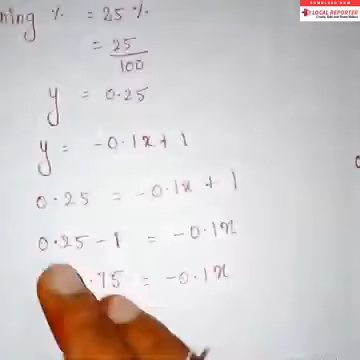 LOCAL REPORTER
% = 25 %
= 25
100
y = 0.25
y = -0.1x + 1
0.25 = -0.1x + 1
0.25 - 1 = -0.1x
.75 = -0.1x